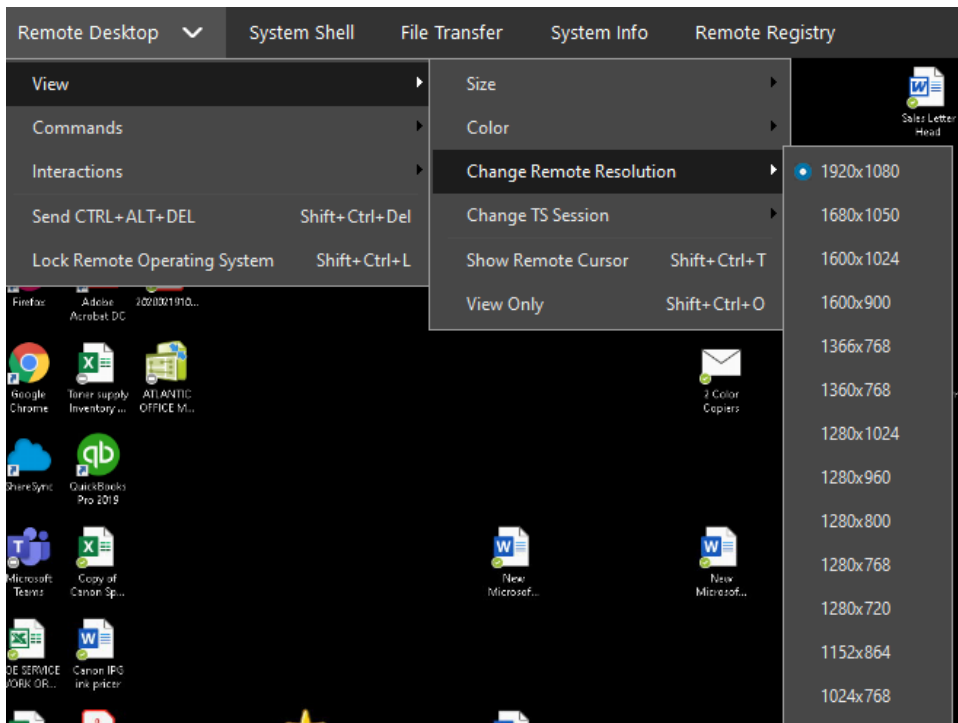 Remote Desktop
System Shell
File Transfer
System Info
Remote Registry
View
Commands
Interactions
Send CTRL+ALT+DEL Shift+Ctrl+Del
Lock Remote Operating System Shift+Ctrl+L
Size
Color
Change Remote Resolution
Change TS Session
Show Remote Cursor Shift+Ctrl+T
View Only Shift+Ctrl+O
1920x1080
1680x1050
1600x1024
1600x900
1366x768
1360x768
1280x1024
1280x960
1280x800
1280x768
1280x720
1152x864
1024x768
Sales Letter
Head
Firefox
Adobe
Acrobat DC
Google
Chrome
Toner supply
Inventory ...
ATLANTIC
OFFICE M...
2 Color
Copiers
ShareSync
QuickBooks
Pro 2019
Microsoft
Teams
Copy of
Canon Sp...
New
Microsof...
New
Microsof...
OE SERVICE
WORK OR...
Canon IPG
ink pricer